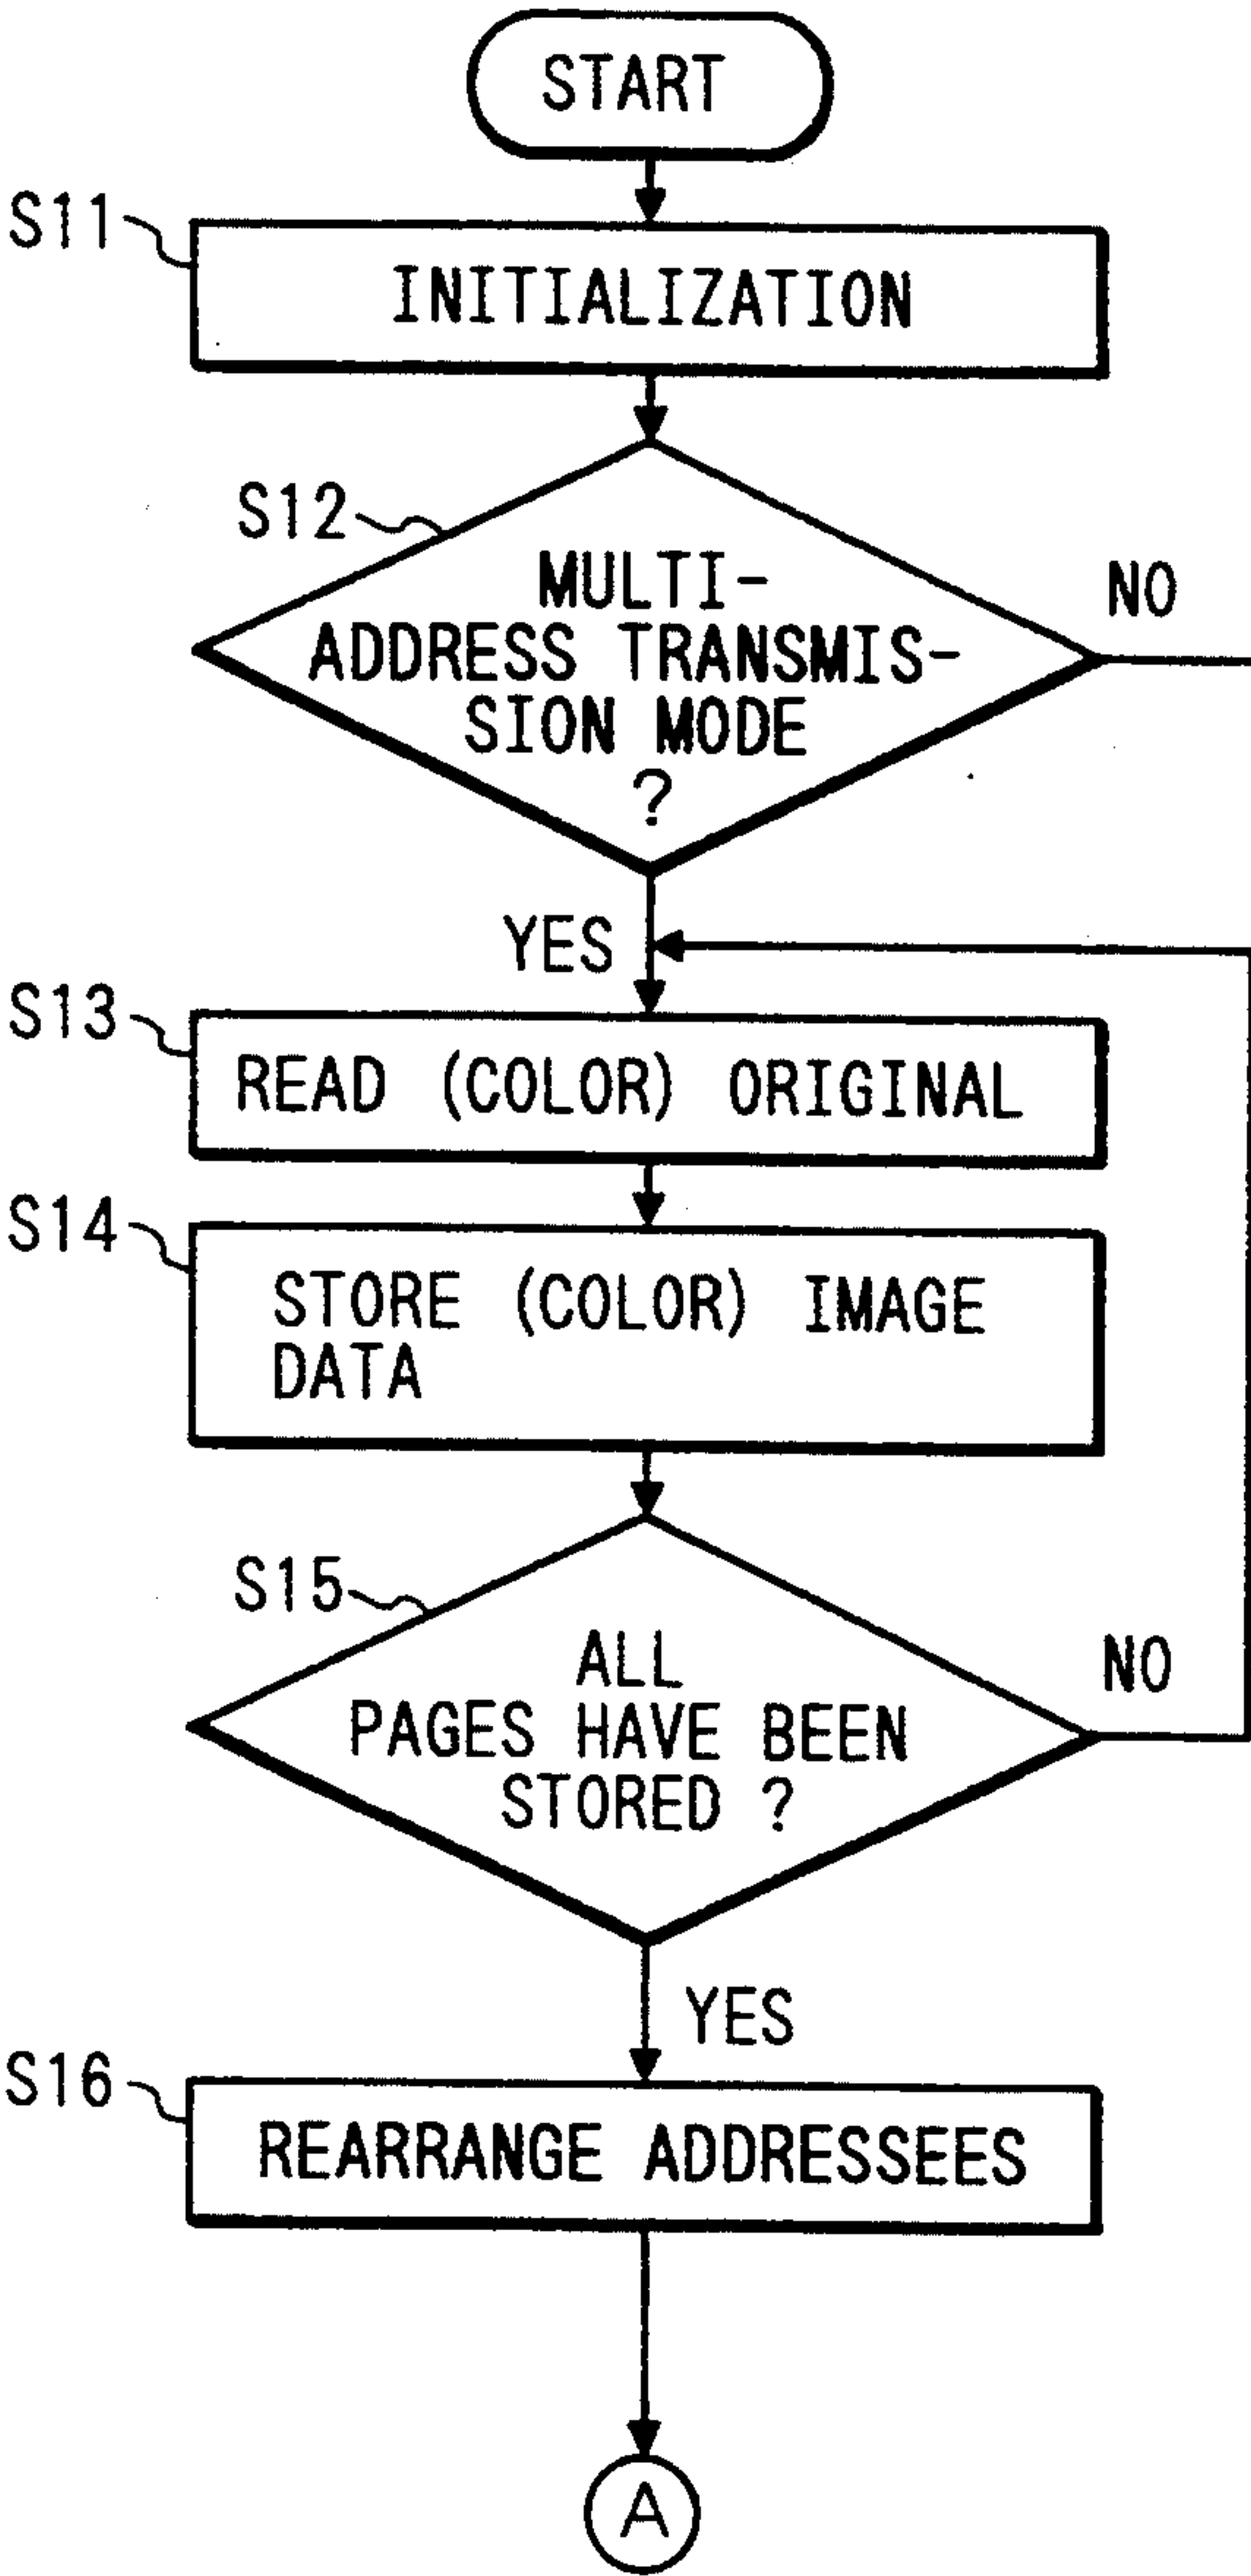 START
S11
INITIALIZATION
S12
MULTI-
ADDRESS TRANSMIS-
SION MODE
?
NO
YES
S13
READ (COLOR) ORIGINAL
S14
STORE (COLOR) IMAGE
DATA
S15
ALL
PAGES HAVE BEEN
STORED ?
NO
YES
S16
REARRANGE ADDRESSEES
A